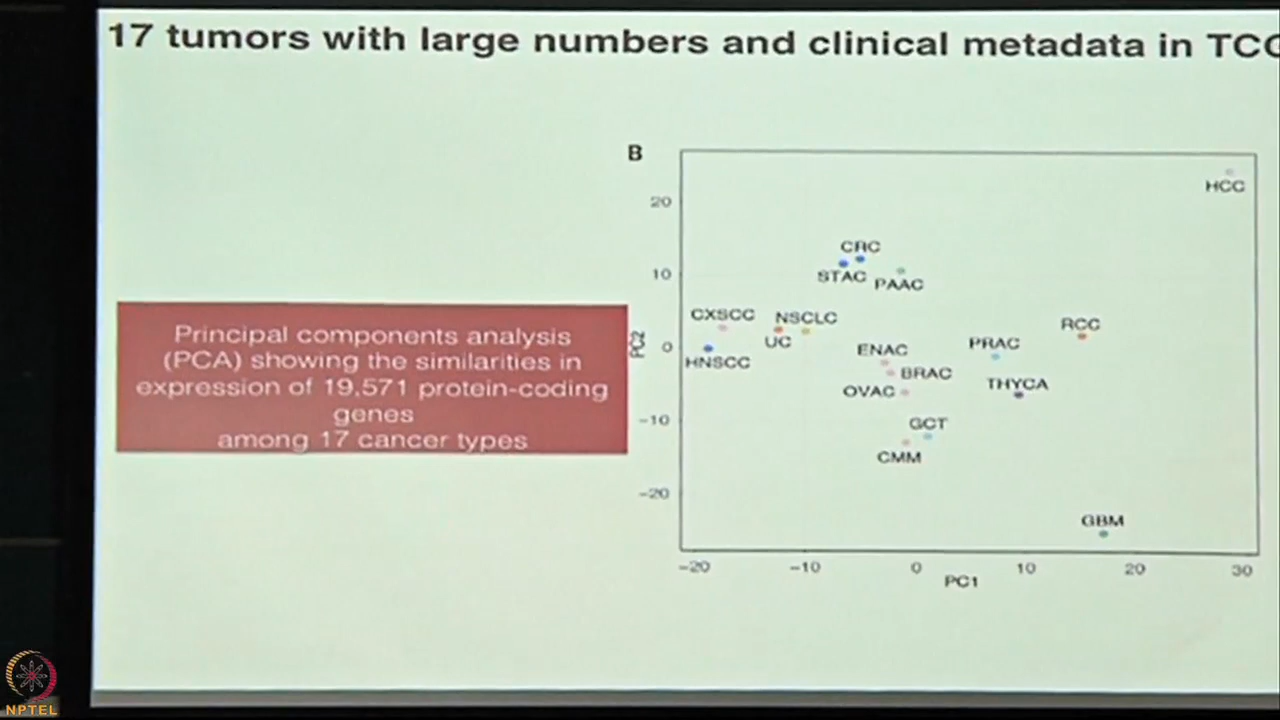 17 tumors with large numbers and clinical metadata in TCG
B
HCC
20
CRC
10
STAC PAAC
CXSCC NSCLC
RCC
Principal components analysis
(PCA) showing the similarities in
expression of 19,571 protein-coding
genes
among 17 cancer types
PC2
0
UC
PRAC
HNSCC
ENAC
BRAC
THYCA
OVAC
-10
GCT
CMM
-20
GBM
-20 -10 0 10 20 30
PC1
NPTEL